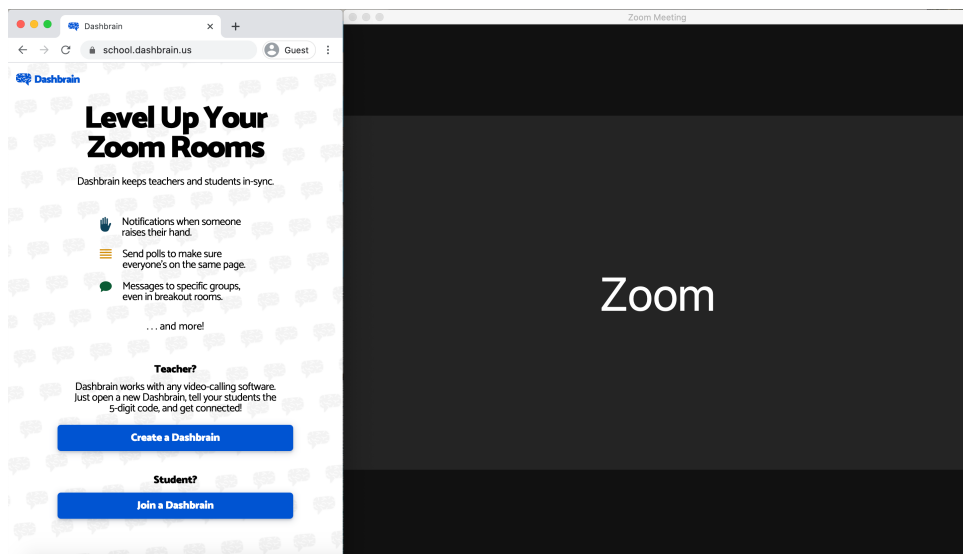 Dashbrain
school.dashbrain.us
Guest
Dashbrain
Level Up Your
Zoom Rooms
Dashbrain keeps teachers and students in-sync.
Notifications when someone
raises their hand.
Send polls to make sure
everyone's on the same page.
Messages to specific groups,
even in breakout rooms.
. . . and more!
Teacher?
Dashbrain works with any video-calling software.
Just open a new Dashbrain, tell your students the
5-digit code, and get connected!
Create a Dashbrain
Student?
Join a Dashbrain
Zoom Meeting
Zoom